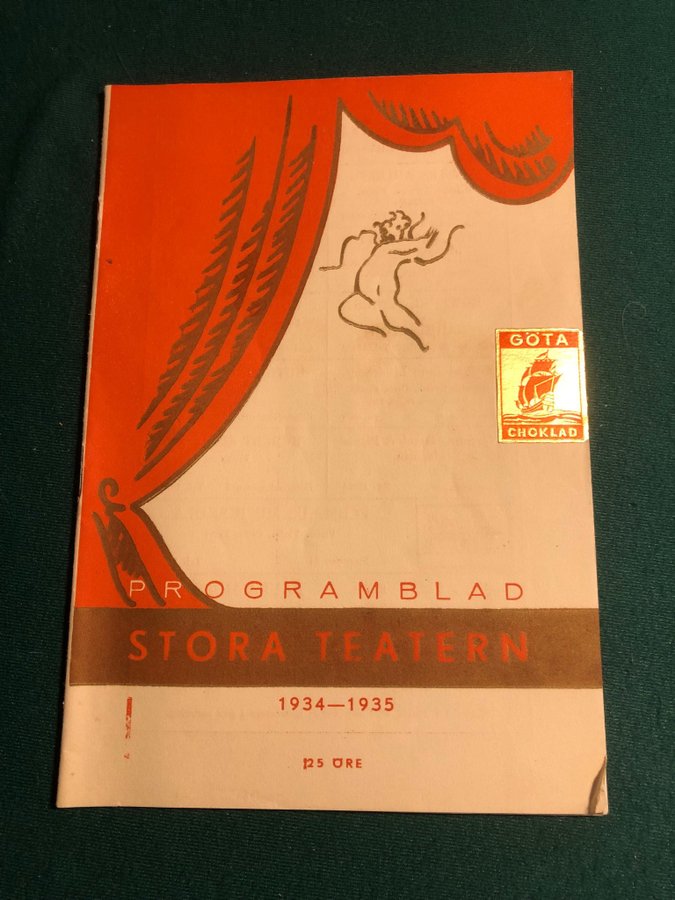 GÖTA
CHOKLAD
PROGRAMBLAD
STORA TEATERN
1934—1935
25 ÖRE